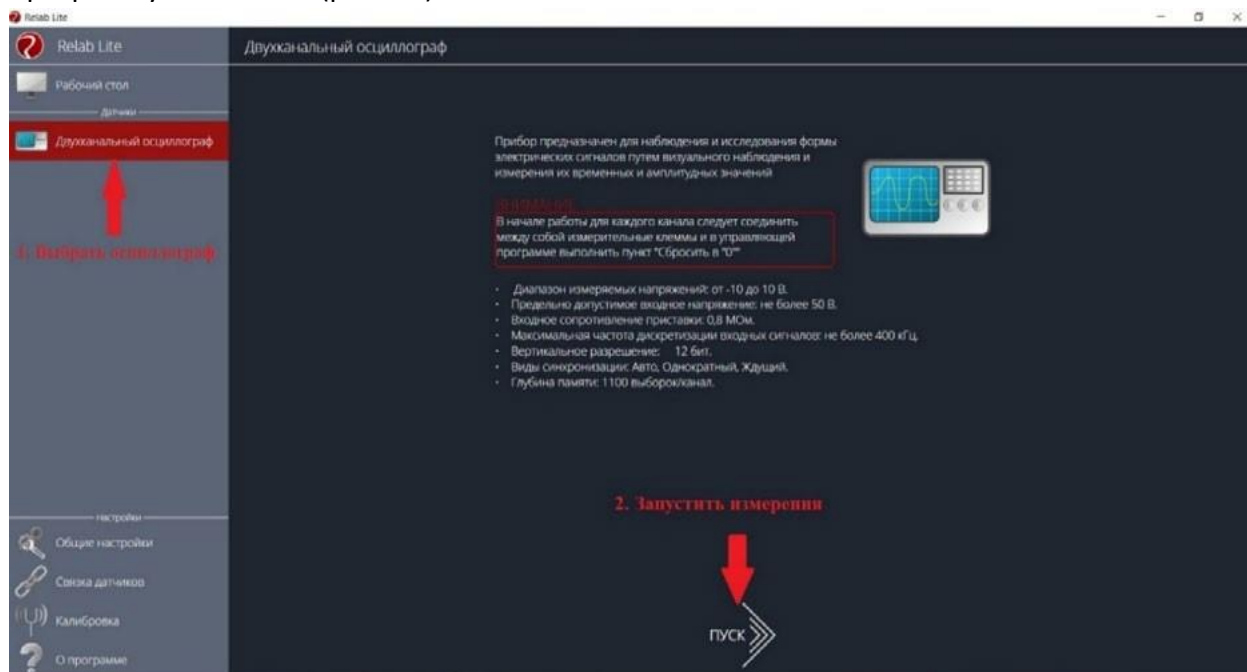 Relab Lite
Relab Lite
Двухканальный осциллограф
Рабочий стол
Датчики
Двухканальный осциллограф
1. Выбрать осциллограф
Прибор предназначен для наблюдения и исследования формы
электрических сигналов путем визуального наблюдения и
измерения их временных и амплитудных значений
ВНИМАНИЕ
В начале работы для каждого канала следует соединить
между собой измерительные клеммы и в управляющей
программе выполнить пункт "Сбросить в "0""
· Диапазон измеряемых напряжений: от -10 до 10 В.
· Предельно допустимое входное напряжение: не более 50 В.
· Входное сопротивление приставки: 0,8 МОм.
· Максимальная частота дискретизации входных сигналов: не более 400 кГц.
· Вертикальное разрешение: 12 бит.
· Виды синхронизации: Авто, Однократный, Ждущий.
· Глубина памяти: 1100 выборок/канал.
2. Запустить измерения
ПУСК
Настройки
Общие настройки
Связка датчиков
Калибровка
О программе